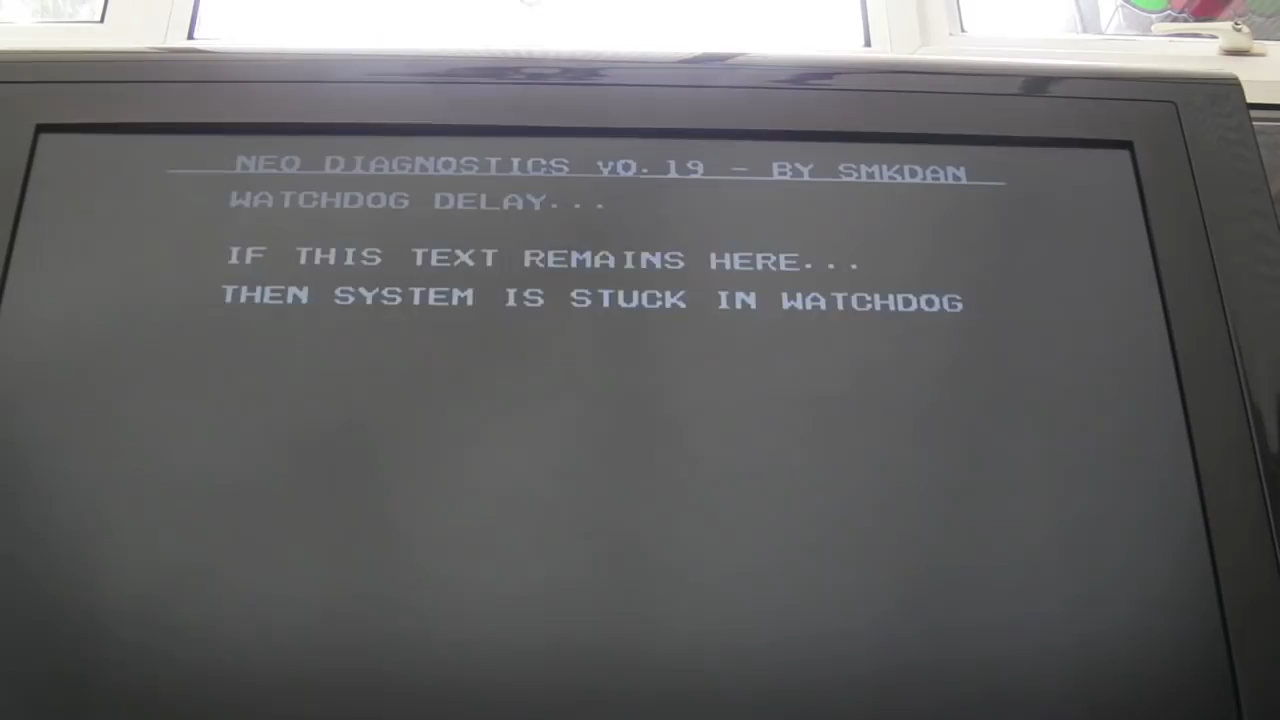 NEO DIAGNOSTICS v0.19 - BY SMKDAN
WATCHDOG DELAY...
IF THIS TEXT REMAINS HERE...
THEN SYSTEM IS STUCK IN WATCHDOG